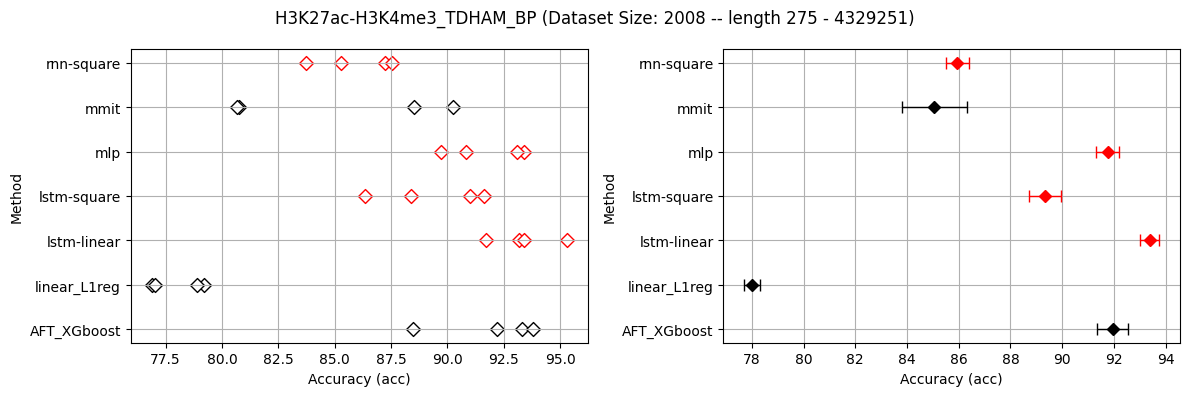 H3K27ac-H3K4me3_TDHAM_BP (Dataset Size: 2008 -- length 275 - 4329251)
rnn-square
mmit
mlp
lstm-square
lstm-linear
linear_L1reg
AFT_XGboost
Method
77.5 80.0 82.5 85.0 87.5 90.0 92.5 95.0
Accuracy (acc)
rnn-square
mmit
mlp
lstm-square
lstm-linear
linear_L1reg
AFT_XGboost
Method
78 80 82 84 86 88 90 92 94
Accuracy (acc)